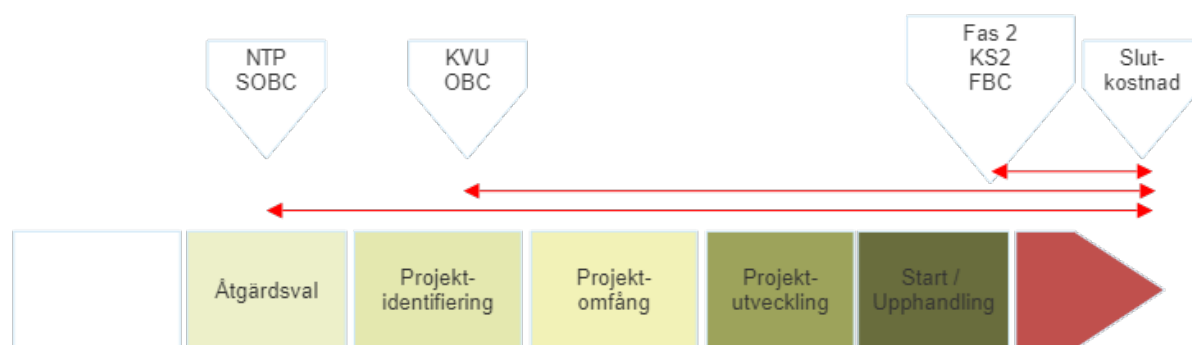 NTP
SOBC
KVU
OBC
Fas 2
KS2
FBC
Slut-
kostnad
Åtgärdsval
Projekt-
identifiering
Projekt-
omfång
Projekt-
utveckling
Start /
Upphandling